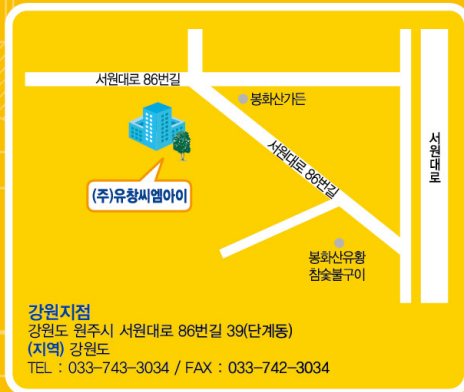 서원대로 86번길
봉화산가든
서원대로
서원대로 86번길
(주)유창씨엠아이
봉화산유황
참숯불구이
강원지점
강원도 원주시 서원대로 86번길 39(단계동)
(지역) 강원도
TEL : 033-743-3034 / FAX : 033-742-3034